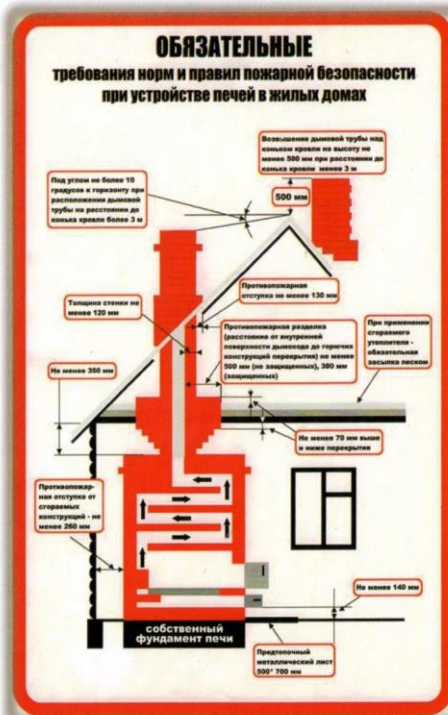 ОБЯЗАТЕЛЬНЫЕ
требования норм и правил пожарной безопасности
при устройстве печей в жилых домах
Возвышение дымовой трубы над
коньком кровли на высоту не
менее 500 мм при расстоянии до
конька кровли менее 3 м
Под углом не более 10
градусов к горизонту при
расположении дымовой
трубы на расстояние до
конька кровли более 3 м
500 мм
Противопожарная
отступка не менее 130 мм
Толщина стенки не
менее 120 мм
Противопожарная разделка
(расстояние от внутренней
поверхности дымохода до горючих
конструкций перекрытия) не менее
500 мм (не защищенных), 380 мм
(защищенных)
При применении
сгораемого
утеплителя -
обязательная
засыпка песком
Не менее 350 мм
Не менее 70 мм выше
и ниже перекрытия
Противопожар-
ная отступка от
сгораемых
конструкций - не
менее 260 мм
Не менее 140 мм
собственный
фундамент печи
Предтопочный
металлический лист
500* 700 мм